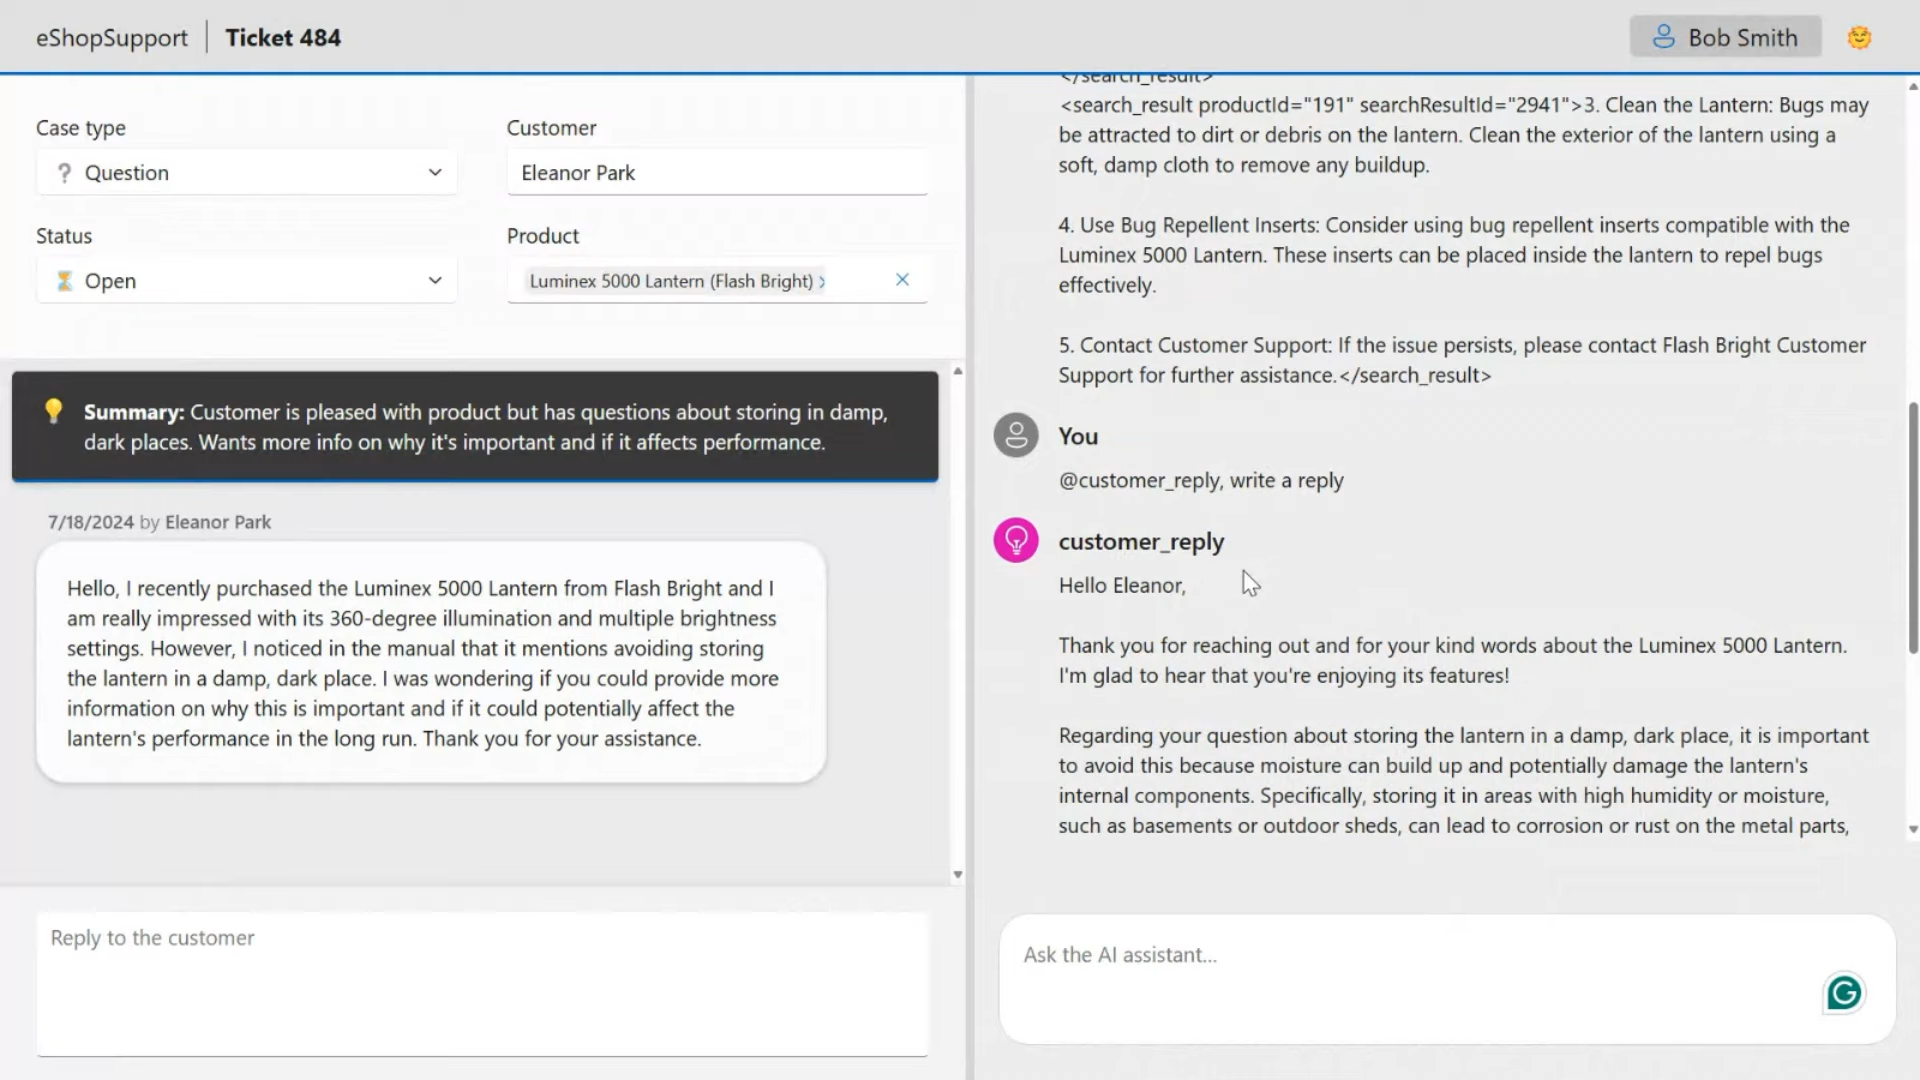 eShopSupport
Ticket 484
Bob Smith
Case type
Customer
Question
Eleanor Park
Status
Product
Open
Luminex 5000 Lantern (Flash Bright)
Summary: Customer is pleased with product but has questions about storing in damp,
dark places. Wants more info on why it's important and if it affects performance.
7/18/2024 by Eleanor Park
Hello, I recently purchased the Luminex 5000 Lantern from Flash Bright and I
am really impressed with its 360-degree illumination and multiple brightness
settings. However, I noticed in the manual that it mentions avoiding storing
the lantern in a damp, dark place. I was wondering if you could provide more
information on why this is important and if it could potentially affect the
lantern's performance in the long run. Thank you for your assistance.
Reply to the customer
</search_result>
<search_result productId="191" searchResultId="2941">3. Clean the Lantern: Bugs may
be attracted to dirt or debris on the lantern. Clean the exterior of the lantern using a
soft, damp cloth to remove any buildup.
4. Use Bug Repellent Inserts: Consider using bug repellent inserts compatible with the
Luminex 5000 Lantern. These inserts can be placed inside the lantern to repel bugs
effectively.
5. Contact Customer Support: If the issue persists, please contact Flash Bright Customer
Support for further assistance.</search_result>
You
@customer_reply, write a reply
customer_reply
Hello Eleanor,
Thank you for reaching out and for your kind words about the Luminex 5000 Lantern.
I'm glad to hear that you're enjoying its features!
Regarding your question about storing the lantern in a damp, dark place, it is important
to avoid this because moisture can build up and potentially damage the lantern's
internal components. Specifically, storing it in areas with high humidity or moisture,
such as basements or outdoor sheds, can lead to corrosion or rust on the metal parts,
Ask the AI assistant...